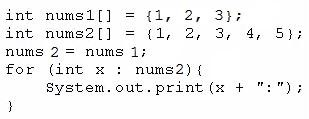 int nums1[] = {1, 2, 3};
int nums2[] = {1, 2, 3, 4, 5};
nums 2 = nums 1;
for (int x : nums2){
System.out.print(x + ":");
}